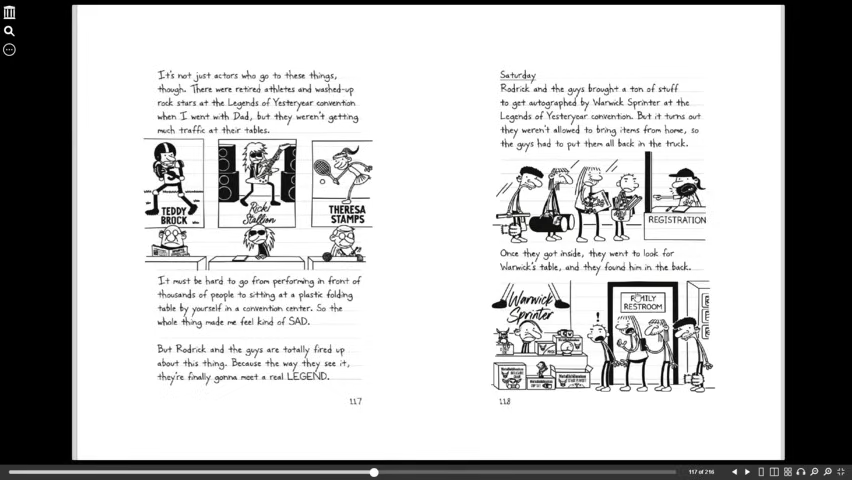 It's not just actors who go to these things,
though. There were retired athletes and washed-up
rock stars at the Legends of Yesteryear convention
when I went with Dad, but they weren't getting
much traffic at their tables.
TEDDY
BROCK
Ricki
Stallion
THERESA
STAMPS
It must be hard to go from performing in front of
thousands of people to sitting at a plastic folding
table by yourself in a convention center. So the
whole thing made me feel kind of SAD.
But Rodrick and the guys are totally fired up
about this thing. Because the way they see it,
they're finally gonna meet a real LEGEND.
117
Saturday
Rodrick and the guys brought a ton of stuff
to get autographed by Warwick Sprinter at the
Legends of Yesteryear convention. But it turns out
they weren't allowed to bring items from home, so
the guys had to put them all back in the truck.
REGISTRATION
Once they got inside, they went to look for
Warwick's table, and they found him in the back.
Warwick
Sprinter
!
FAMILY
RESTROOM
118
117 of 216